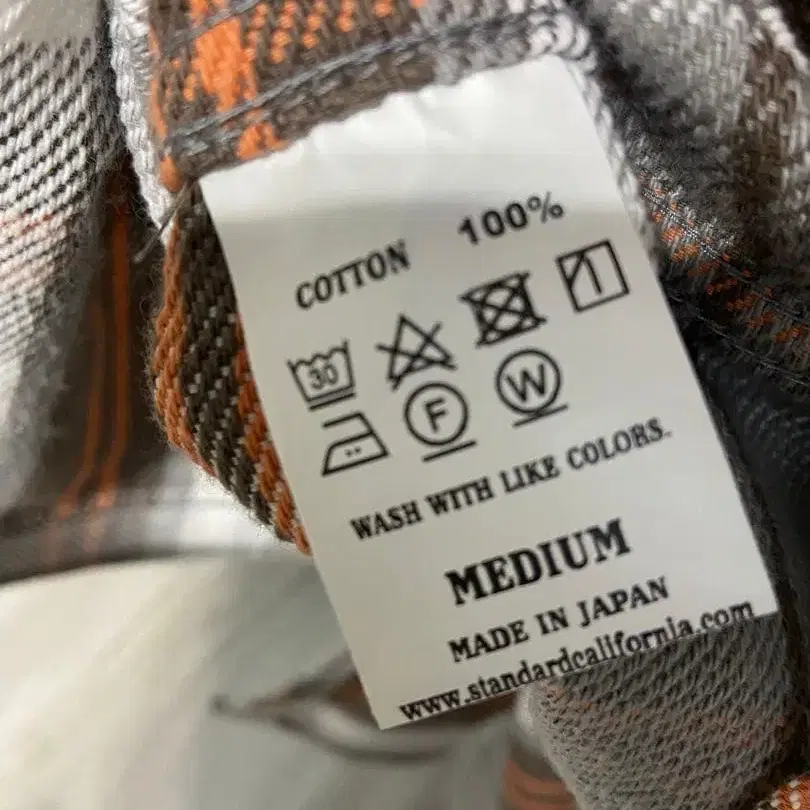 COTTON 100%
30
F W
WASH WITH LIKE COLORS.
MEDIUM
MADE IN JAPAN
www.standardcalifornia.com